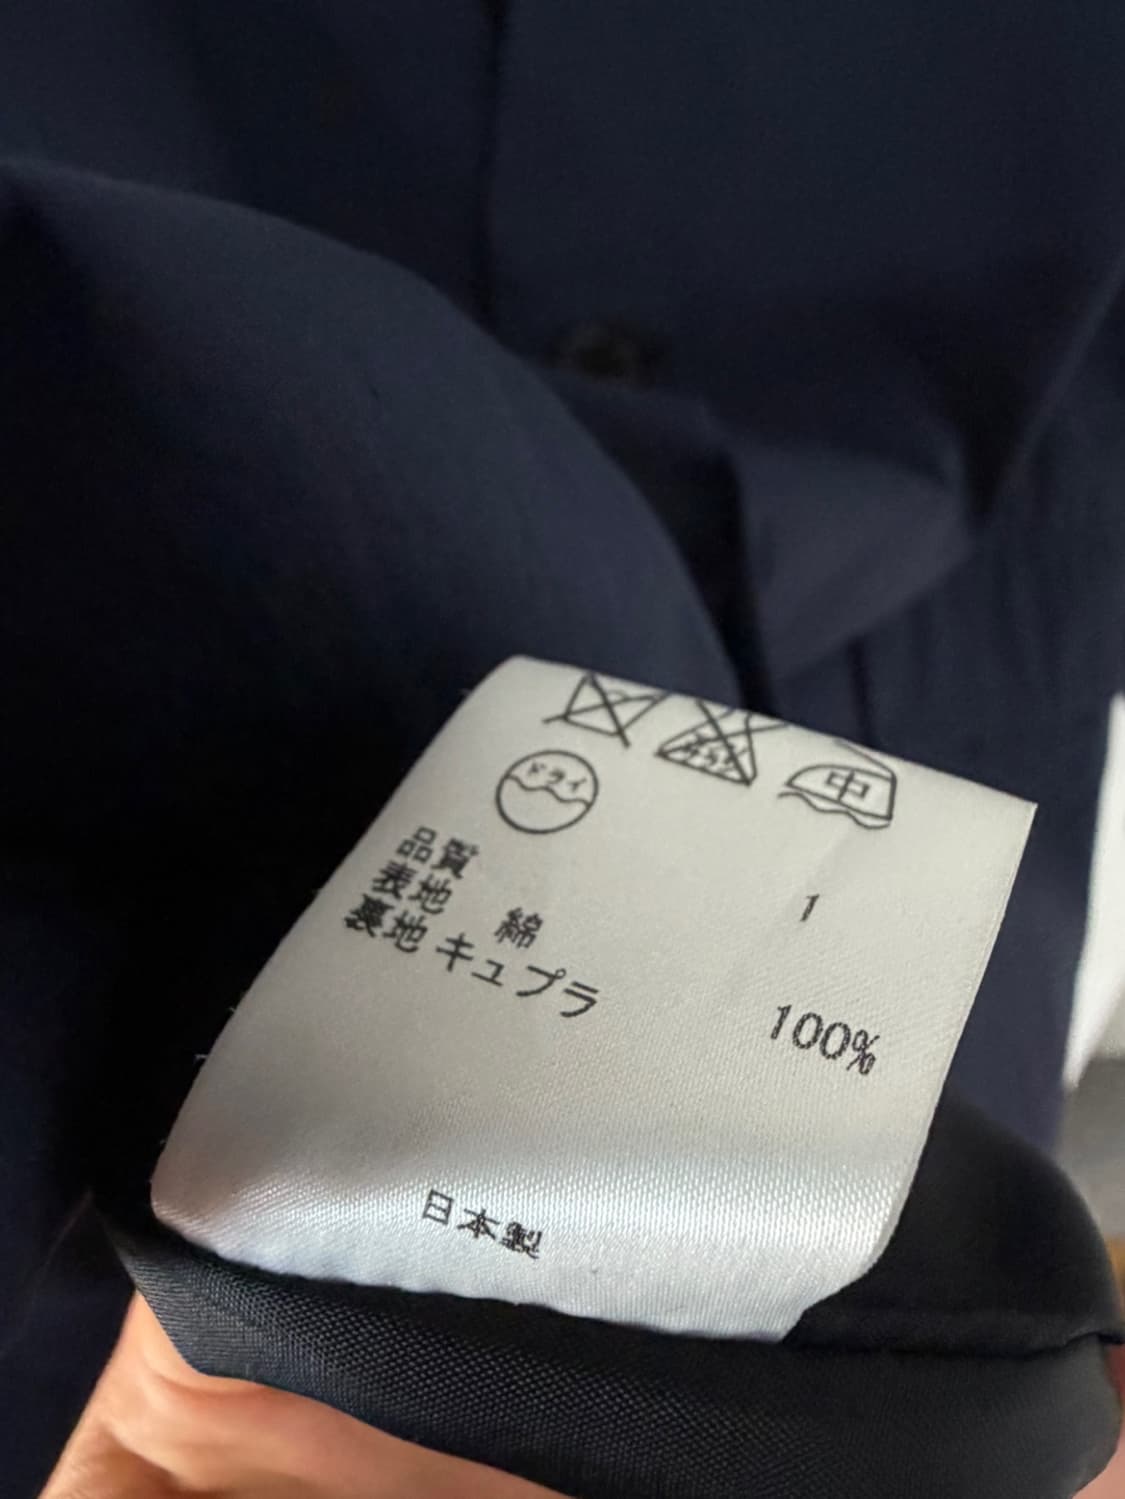 ドライ
中
品質
表地 綿 1
裏地 キュプラ 100%
日本製